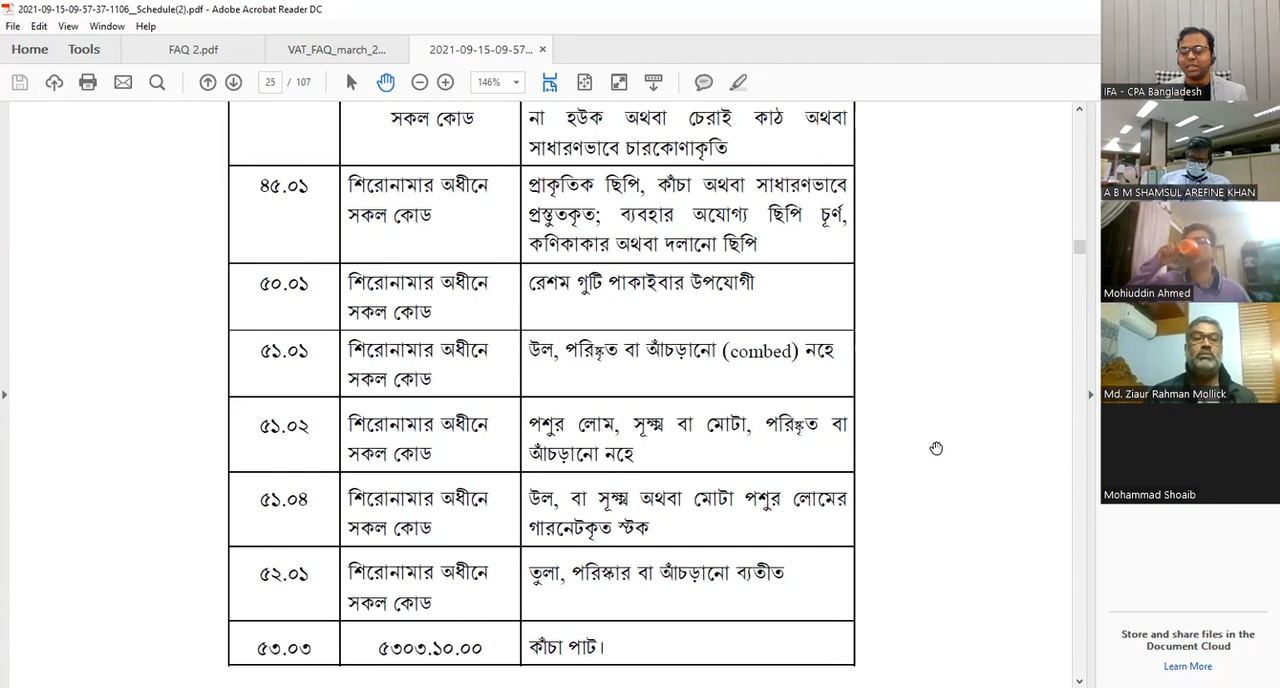 2021-09-15-09-57-37-1106__Schedule(2).pdf - Adobe Acrobat Reader DC
File Edit View Window Help
Home Tools FAQ 2.pdf VAT_FAQ_march_2... 2021-09-15-09-57... ×
25 / 107 146%
সকল কোড
না হউক অথবা চেরাই কাঠ অথবা
সাধারণভাবে চারকোণাকৃতি
৪৫.০১
শিরোনামার অধীনে
সকল কোড
প্রাকৃতিক ছিপি, কাঁচা অথবা সাধারণভাবে
প্রস্তুতকৃত; ব্যবহার অযোগ্য ছিপি চূর্ণ,
কণিকাকার অথবা দলানো ছিপি
৫০.০১
শিরোনামার অধীনে
সকল কোড
রেশম গুটি পাকাইবার উপযোগী
৫১.০১
শিরোনামার অধীনে
সকল কোড
উল, পরিষ্কৃত বা আঁচড়ানো (combed) নহে
৫১.০২
শিরোনামার অধীনে
সকল কোড
পশুর লোম, সূক্ষ্ম বা মোটা, পরিষ্কৃত বা
আঁচড়ানো নহে
৫১.০৪
শিরোনামার অধীনে
সকল কোড
উল, বা সূক্ষ্ম অথবা মোটা পশুর লোমের
গারনেটকৃত স্টক
৫২.০১
শিরোনামার অধীনে
সকল কোড
তুলা, পরিস্কার বা আঁচড়ানো ব্যতীত
৫৩.০৩
৫৩০৩.১০.০০
কাঁচা পাট।
IFA - CPA Bangladesh
A B M SHAMSUL AREFINE KHAN
Mohiuddin Ahmed
Md. Ziaur Rahman Mollick
Mohammad Shoaib
Store and share files in the
Document Cloud
Learn More